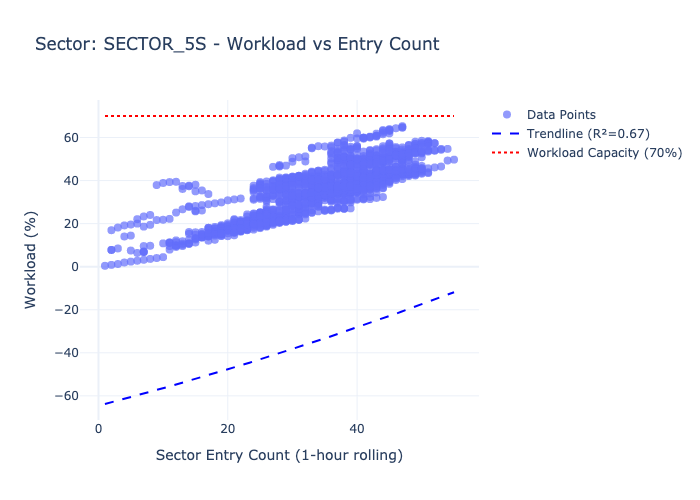 Sector: SECTOR_5S - Workload vs Entry Count
Data Points
Trendline (R²=0.67)
Workload Capacity (70%)
Workload (%)
60
40
20
0
−20
−40
−60
0
20
40
Sector Entry Count (1-hour rolling)